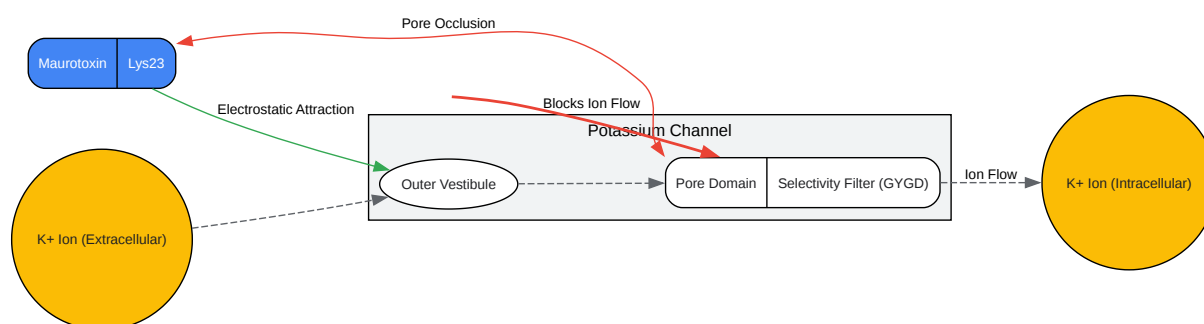 Pore Occlusion
Maurotoxin
Lys23
Electrostatic Attraction
Blocks Ion Flow
Potassium Channel
Outer Vestibule
Pore Domain
Selectivity Filter (GYGD)
Ion Flow
K+ Ion (Intracellular)
K+ Ion (Extracellular)